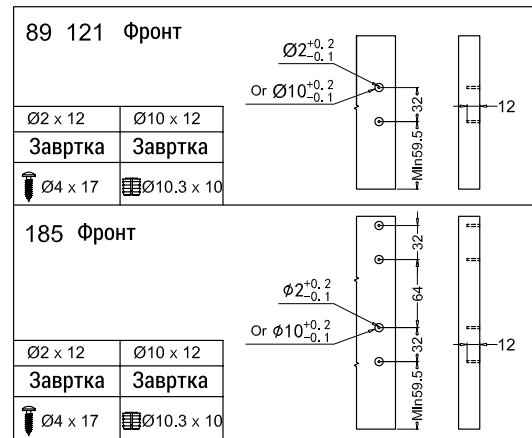 89 121 Фронт
Ø2 +0.2 -0.1
Or Ø10 +0.2 -0.1
32
MIn59.5
12
Ø2 x 12 Ø10 x 12
Завртка Завртка
Ø4 x 17 Ø10.3 x 10
185 Фронт
32
64
ϕ2 +0.2 -0.1
Or ϕ10 +0.2 -0.1
32
MIn59.5
12
Ø2 x 12 Ø10 x 12
Завртка Завртка
Ø4 x 17 Ø10.3 x 10